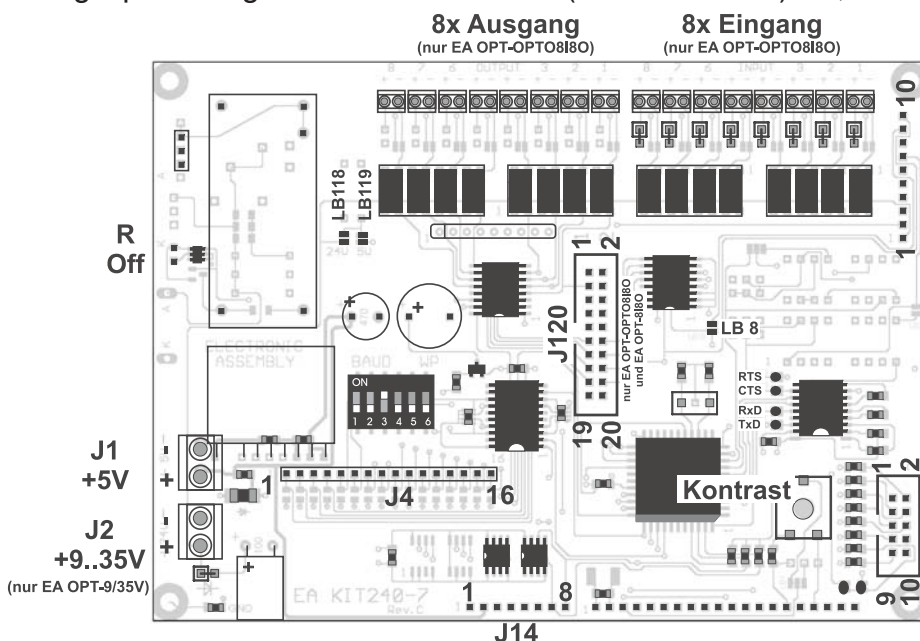 8x Ausgang
(nur EA OPT-OPTO8I8O)
8x Eingang
(nur EA OPT-OPTO8I8O)
8 7 6 OUTPUT 3 2 1
8 7 6 INPUT 3 2 1
10
1
LB118
LB119
24V 5V
R
Off
A
K
A
K
1 2
J120
nur EA OPT-OPTO8I8O
und EA OPT-8I8O
19 20
LB 8
RTS
CTS
RxD
TxD
ELECTRONIC
ASSEMBLY
BAUD WP
ON
1 2 3 4 5 6
J1
+5V
- +
1 J4 16
Kontrast
1 2
9 10
J2
+9..35V
(nur EA OPT-9/35V)
- +
GND
EA KIT240-7
Rev.C
1 8
J14